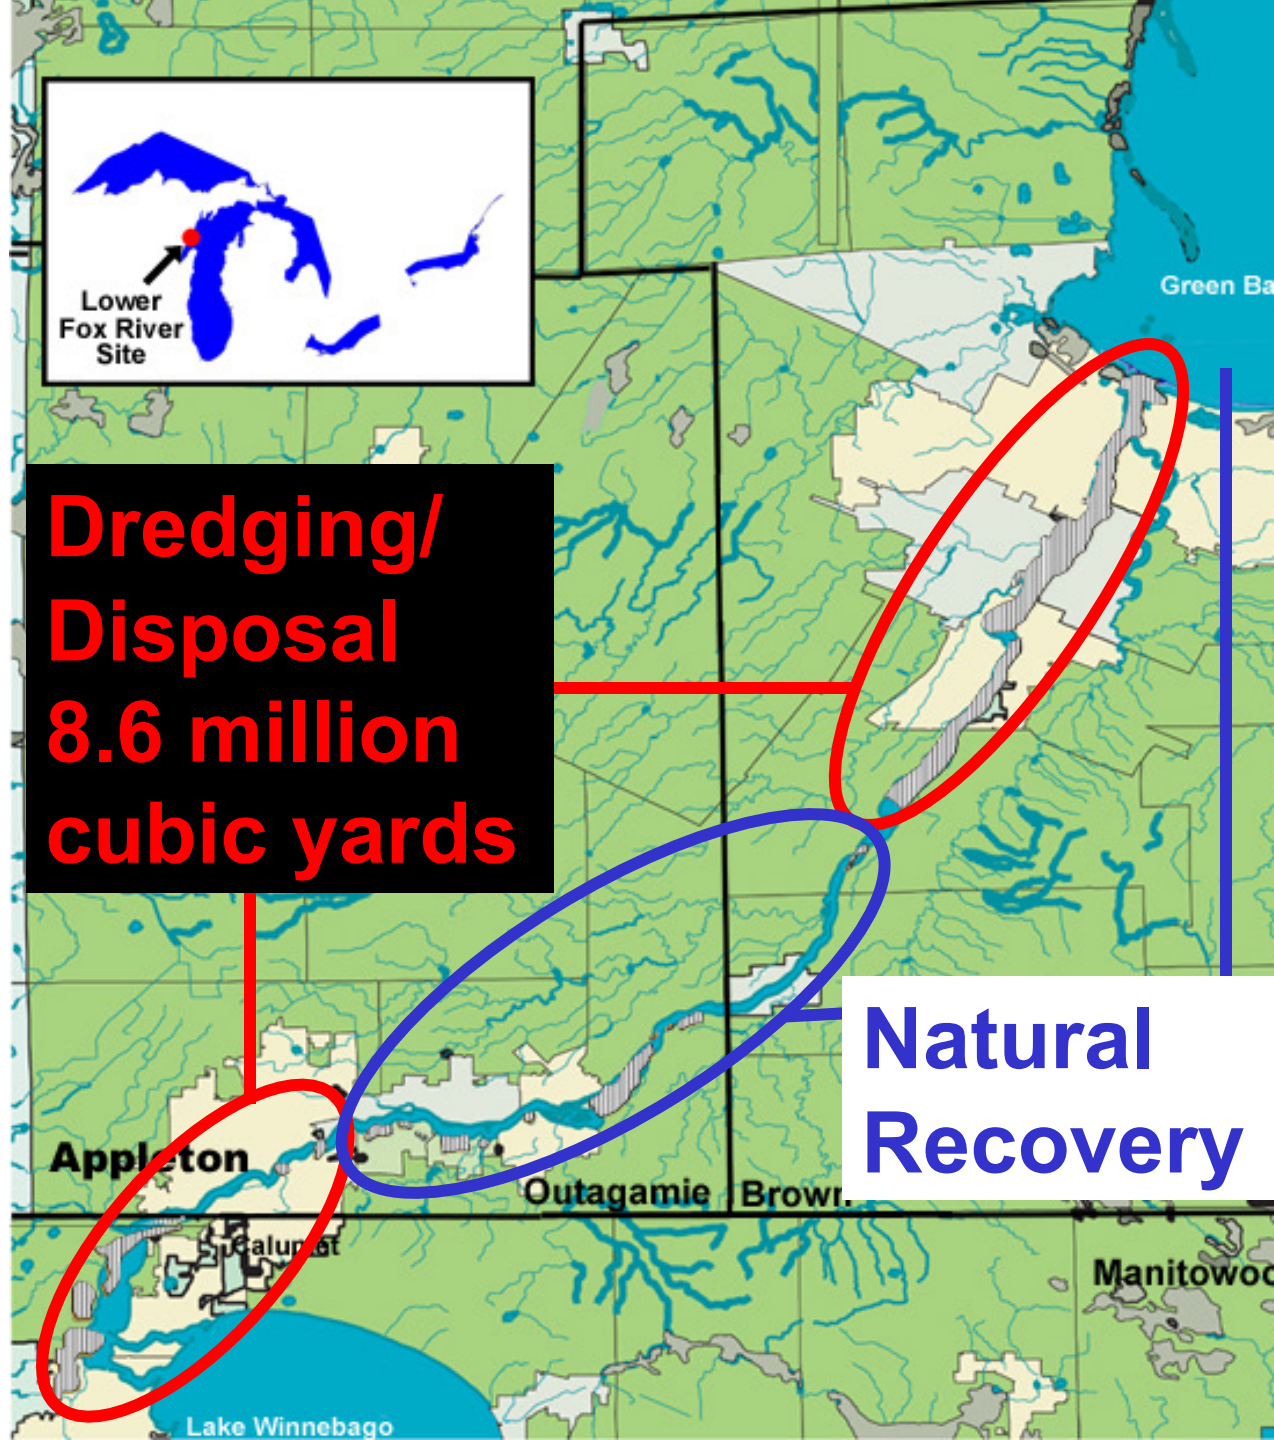 Green Ba
Lower
Fox River
Site
Dredging/
Disposal
8.6 million
cubic yards
Natural
Recovery
Appleton
Outagamie
Brown
Calumet
Manitowoc
Lake Winnebago